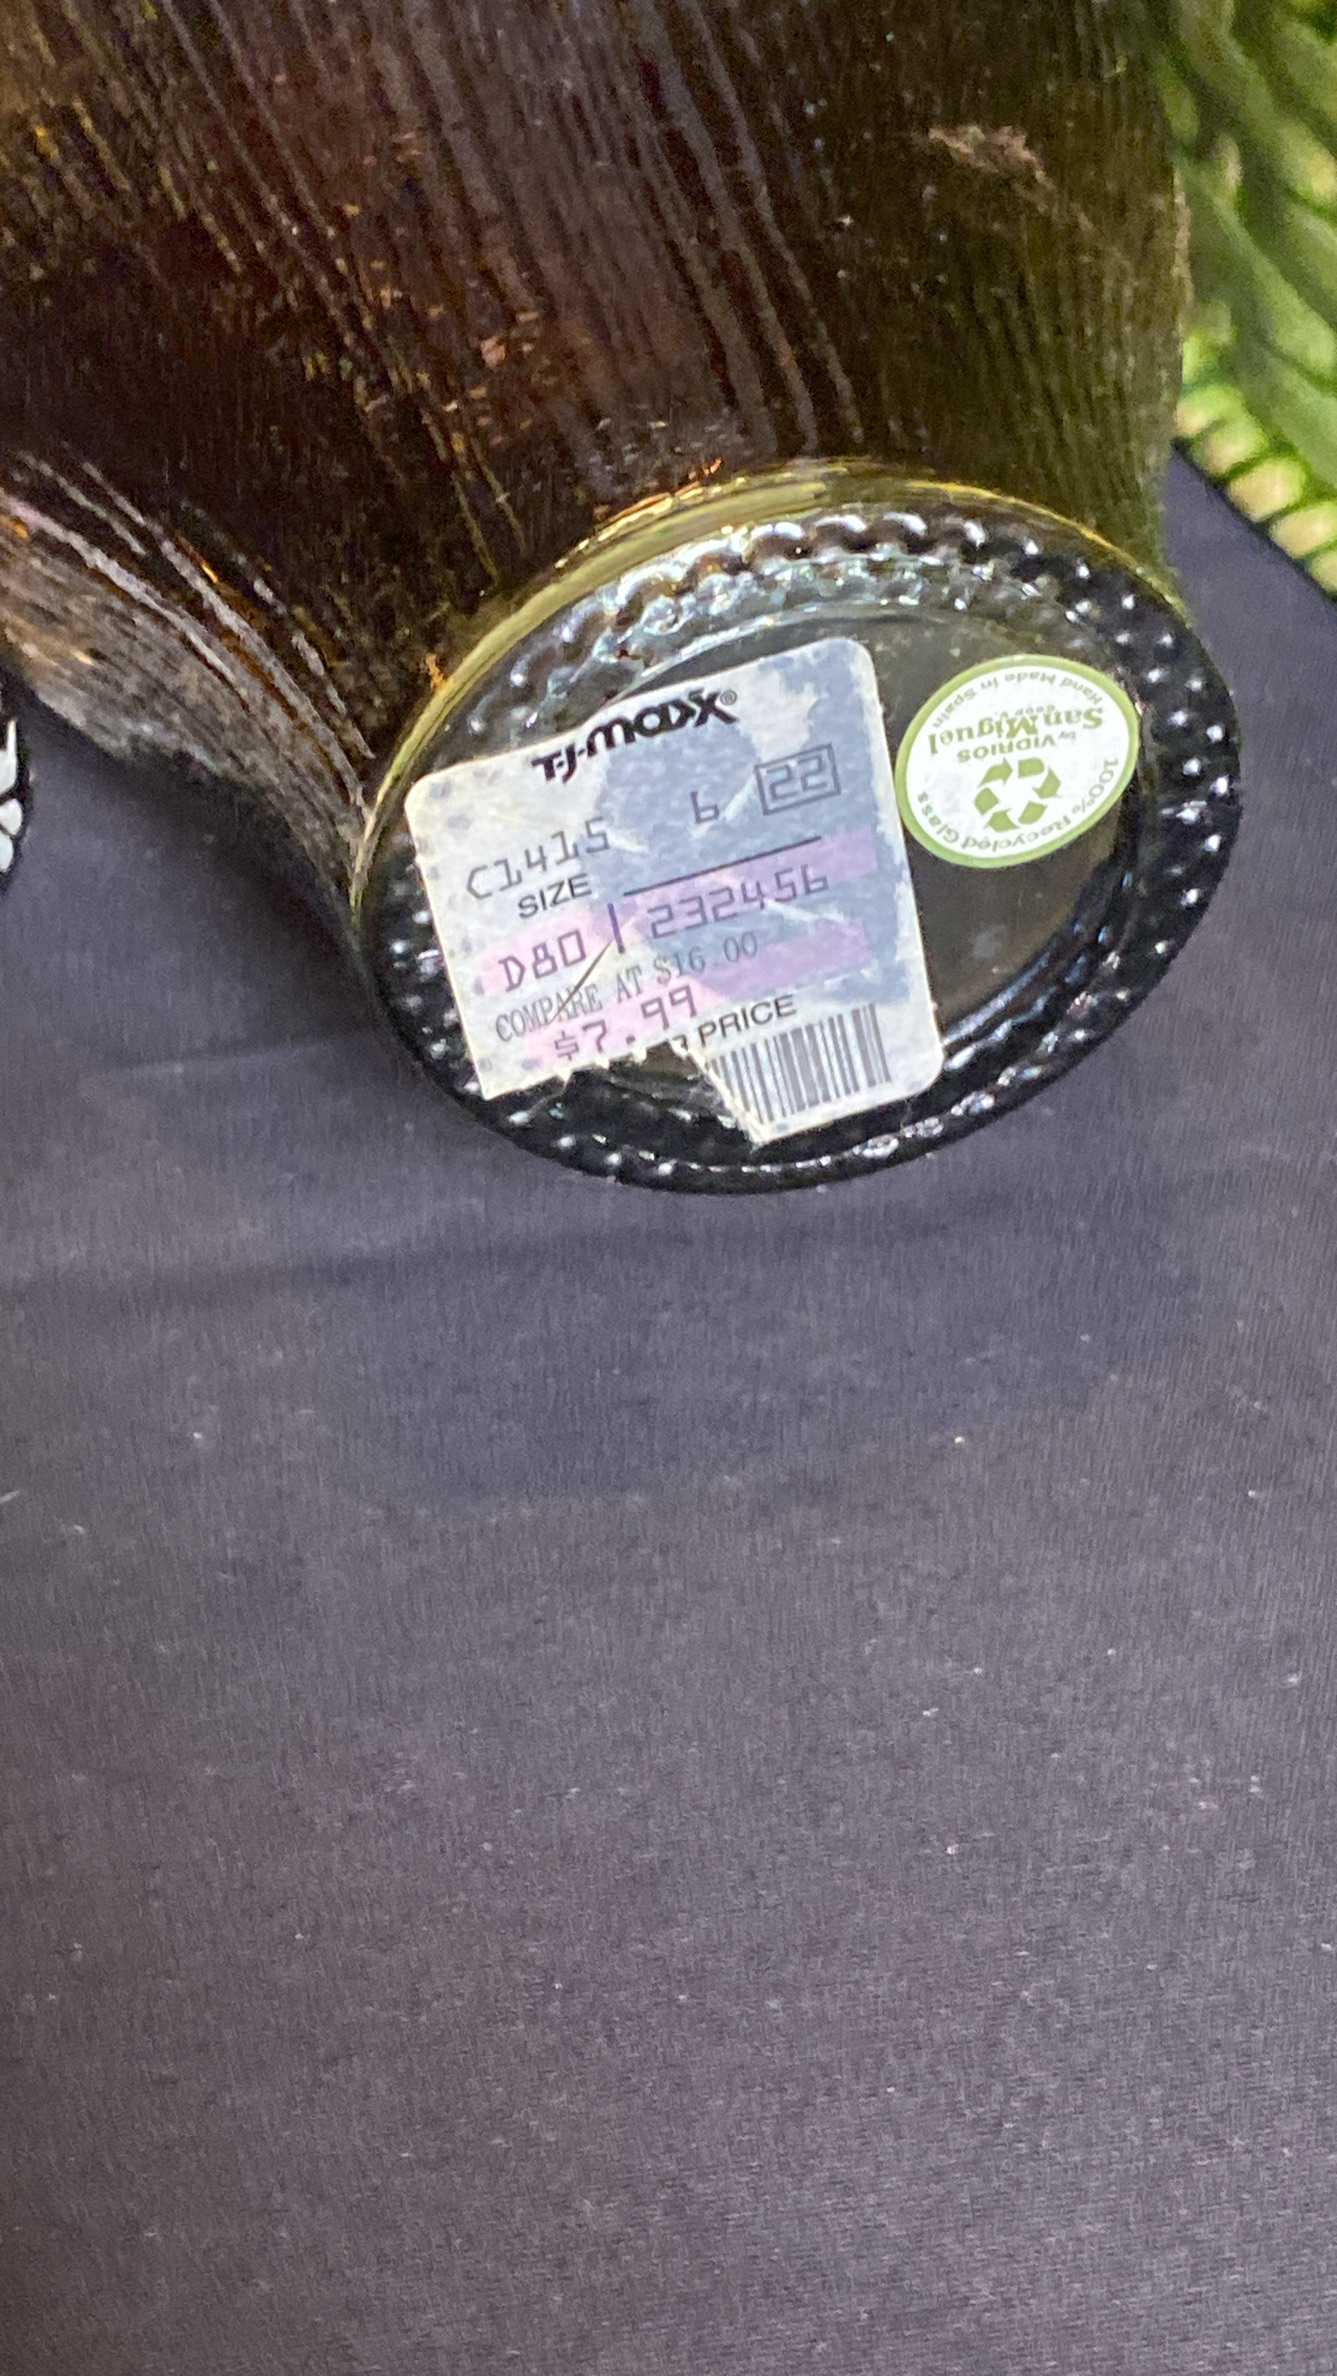 T·J·maxx®
C1415 6 22
SIZE
D80 | 232456
COMPARE AT $16.00
$7.99 PRICE
100% Recycled Glass
VIDRIOS
by
San Miguel
Hand Made in Spain